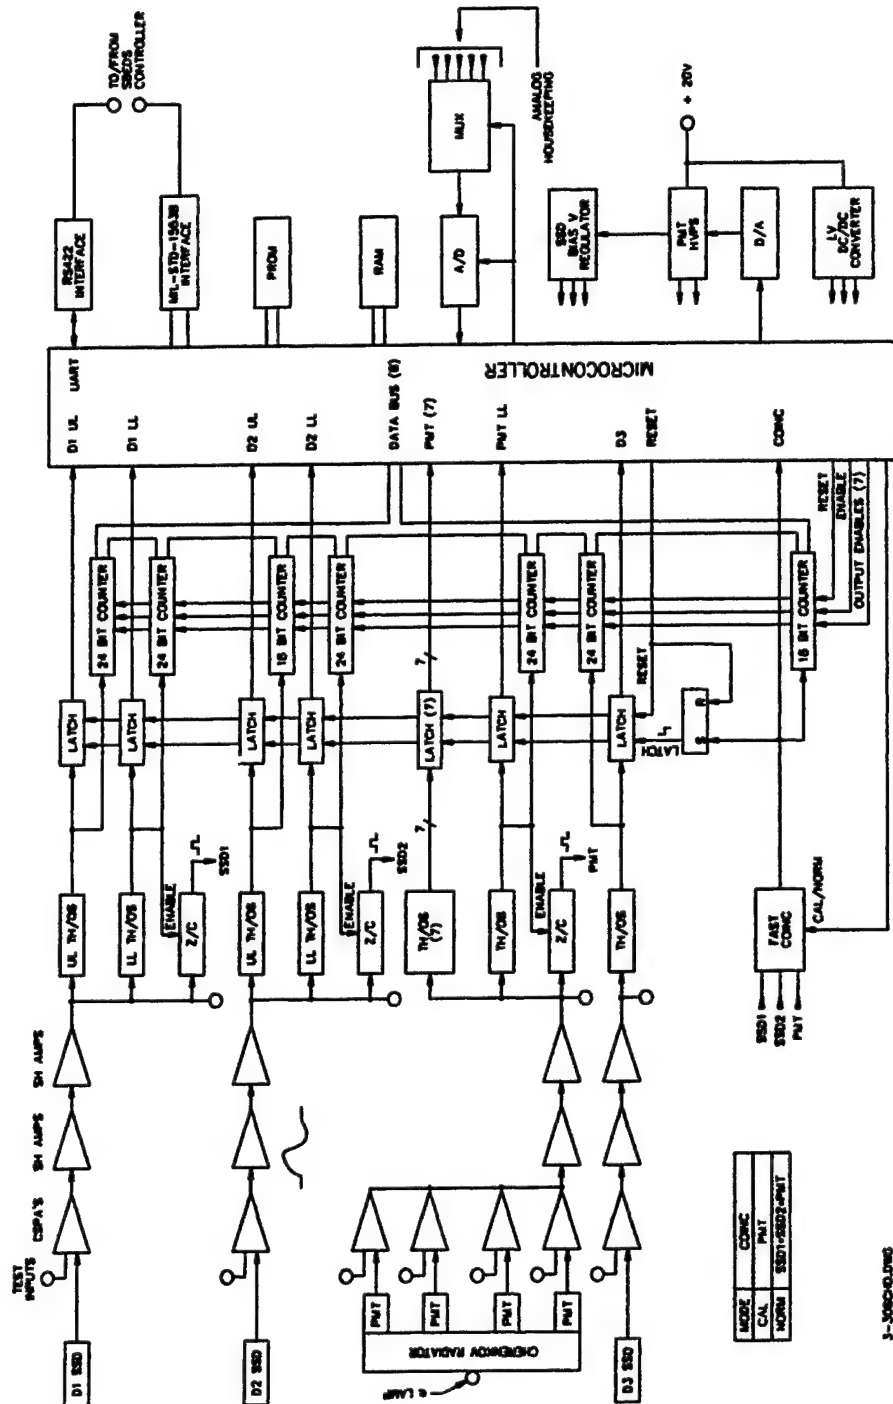 TEST
INPUTS
CSPA'S
SH AMPS
SH AMPS
D1 SSD
UL TH/OS
LL TH/OS
ENABLE
Z/C
SSD1
LATCH
LATCH
24 BIT COUNTER
24 BIT COUNTER
D1 UL
D1 LL
UART
RS422
INTERFACE
MIL-STD-1553B
INTERFACE
TO/FROM
SBEDS
CONTROLLER
D2 SSD
UL TH/OS
LL TH/OS
ENABLE
Z/C
SSD2
LATCH
LATCH
16 BIT COUNTER
24 BIT COUNTER
D2 UL
D2 LL
DATA BUS (8)
PROM
RAM
MICROCONTROLLER
CHERENKOV RADIATOR
α LAMP
PMT
PMT
PMT
PMT
TH/OS
(7)
7
LATCH (7)
7
PMT (7)
TH/OS
ENABLE
Z/C
PMT
LATCH
24 BIT COUNTER
PMT LL
A/D
MUX
ANALOG
HOUSEKEEPING
D3 SSD
TH/OS
LATCH
24 BIT COUNTER
D3
RESET
RESET
LATCH
S
R
SSD
BIAS V
REGULATOR
PMT
HVPS
D/A
LV
DC/DC
CONVERTER
+ 20V
SSD1
SSD2
PMT
FAST
COINC
CAL/NORM
16 BIT COUNTER
COINC
RESET
ENABLE
OUTPUT ENABLES (7)
MODE COINC
CAL PMT
NORM SSD1*SSD2*PMT